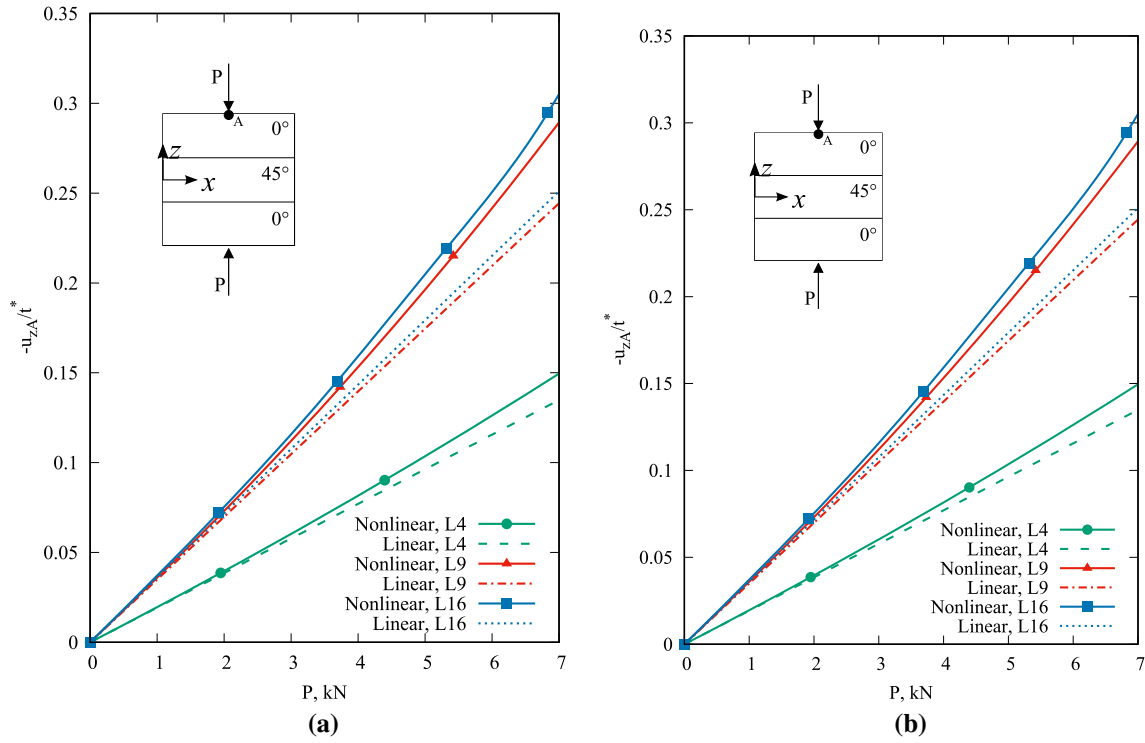 0.35
0.3
0.25
0.2
0.15
0.1
0.05
0
-u_zA/t*
P
A
0°
z
45°
x
0°
P
Nonlinear, L4
Linear, L4
Nonlinear, L9
Linear, L9
Nonlinear, L16
Linear, L16
0 1 2 3 4 5 6 7
P, kN
(a)
0.35
0.3
0.25
0.2
0.15
0.1
0.05
0
-u_zA/t*
P
A
0°
z
45°
x
0°
P
Nonlinear, L4
Linear, L4
Nonlinear, L9
Linear, L9
Nonlinear, L16
Linear, L16
0 1 2 3 4 5 6 7
P, kN
(b)